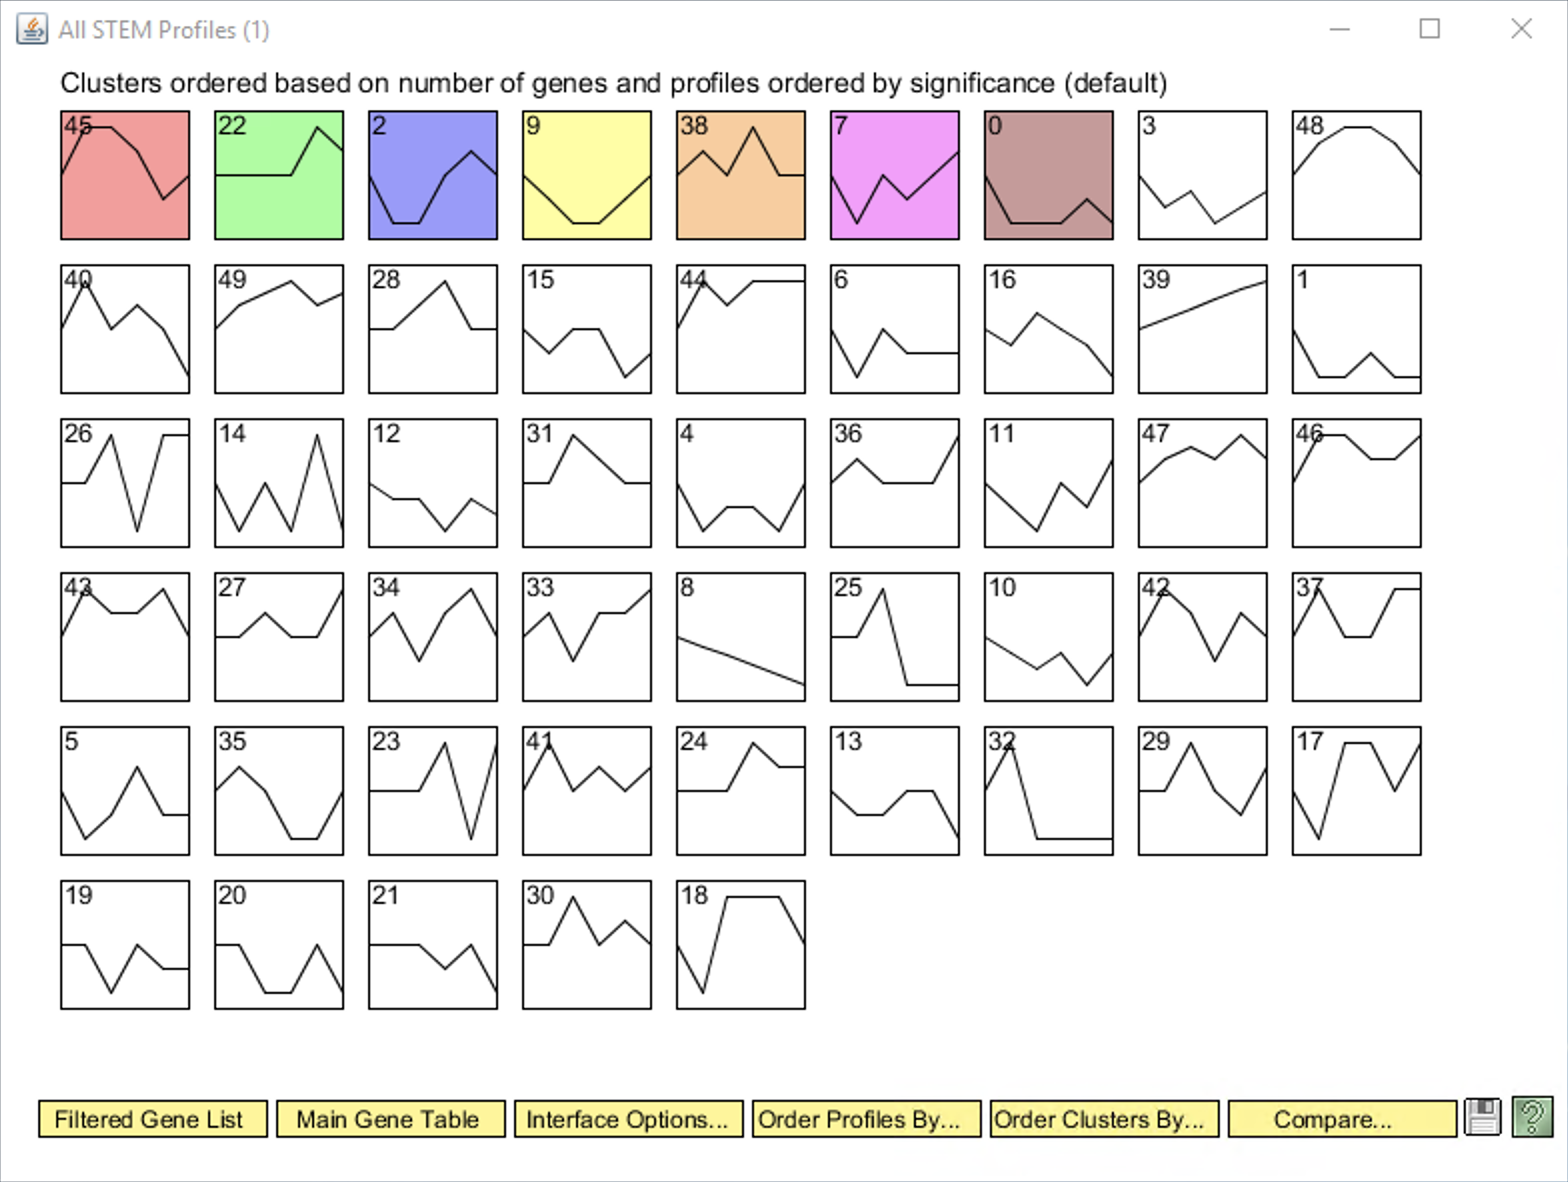 All STEM Profiles (1)
Clusters ordered based on number of genes and profiles ordered by significance (default)
45 22 2 9 38 7 0 3 48
40 49 28 15 44 6 16 39 1
26 14 12 31 4 36 11 47 46
43 27 34 33 8 25 10 42 37
5 35 23 41 24 13 32 29 17
19 20 21 30 18
Filtered Gene List Main Gene Table Interface Options... Order Profiles By... Order Clusters By... Compare... ?